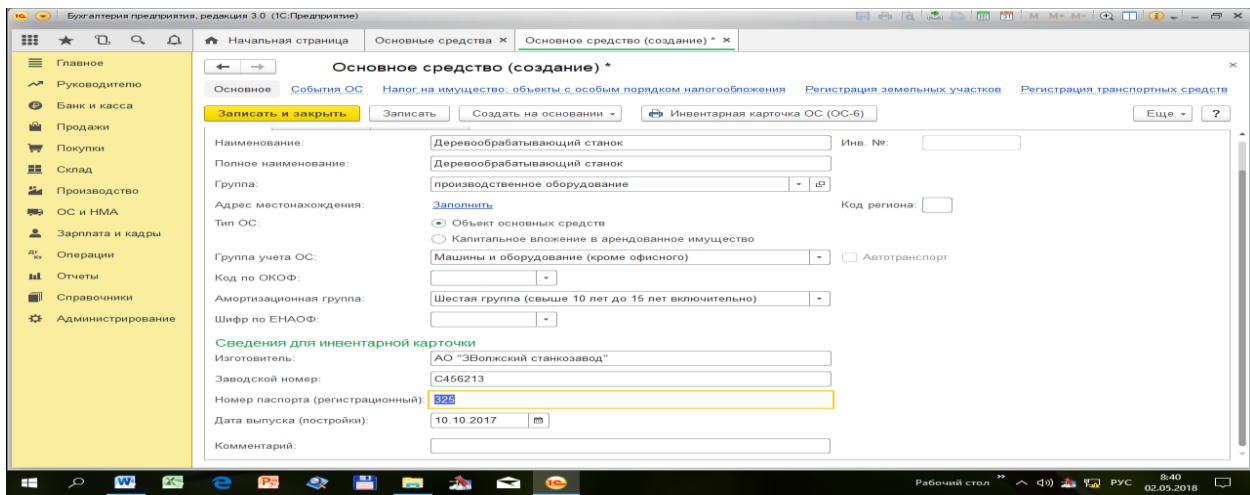 Бухгалтерия предприятия, редакция 3.0 (1С:Предприятие)
M M+ M-
Начальная страница Основные средства × Основное средство (создание) * ×
Главное
Руководителю
Банк и касса
Продажи
Покупки
Склад
Производство
ОС и НМА
Зарплата и кадры
Операции
Отчеты
Справочники
Администрирование
Основное средство (создание) *
Основное События ОС Налог на имущество: объекты с особым порядком налогообложения Регистрация земельных участков Регистрация транспортных средств
Записать и закрыть Записать Создать на основании Инвентарная карточка ОС (ОС-6) Еще ?
Наименование: Деревообрабатывающий станок Инв. №:
Полное наименование: Деревообрабатывающий станок
Группа: производственное оборудование
Адрес местонахождения: Заполнить Код региона:
Тип ОС: Объект основных средств
Капитальное вложение в арендованное имущество
Группа учета ОС: Машины и оборудование (кроме офисного) Автотранспорт
Код по ОКОФ:
Амортизационная группа: Шестая группа (свыше 10 лет до 15 лет включительно)
Шифр по ЕНАОФ:
Сведения для инвентарной карточки
Изготовитель: АО "ЗВолжский станкозавод"
Заводской номер: С456213
Номер паспорта (регистрационный): 325
Дата выпуска (постройки): 10.10.2017
Комментарий:
Рабочий стол РУС 8:40
02.05.2018